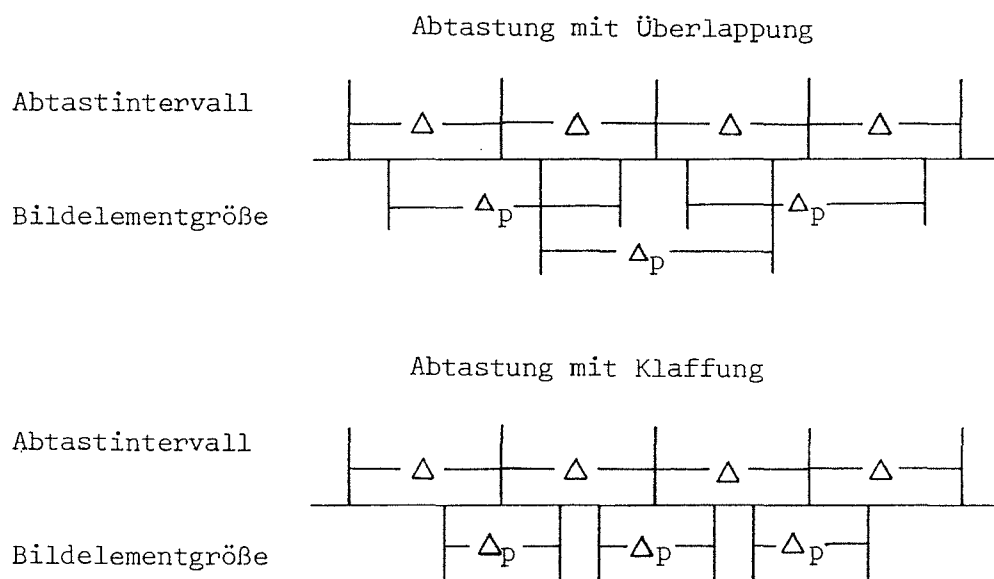 Abtastung mit Überlappung
Abtastintervall
Δ Δ Δ Δ
Bildelementgröße
Δp Δp
Δp
Abtastung mit Klaffung
Abtastintervall
Δ Δ Δ Δ
Bildelementgröße
Δp Δp Δp